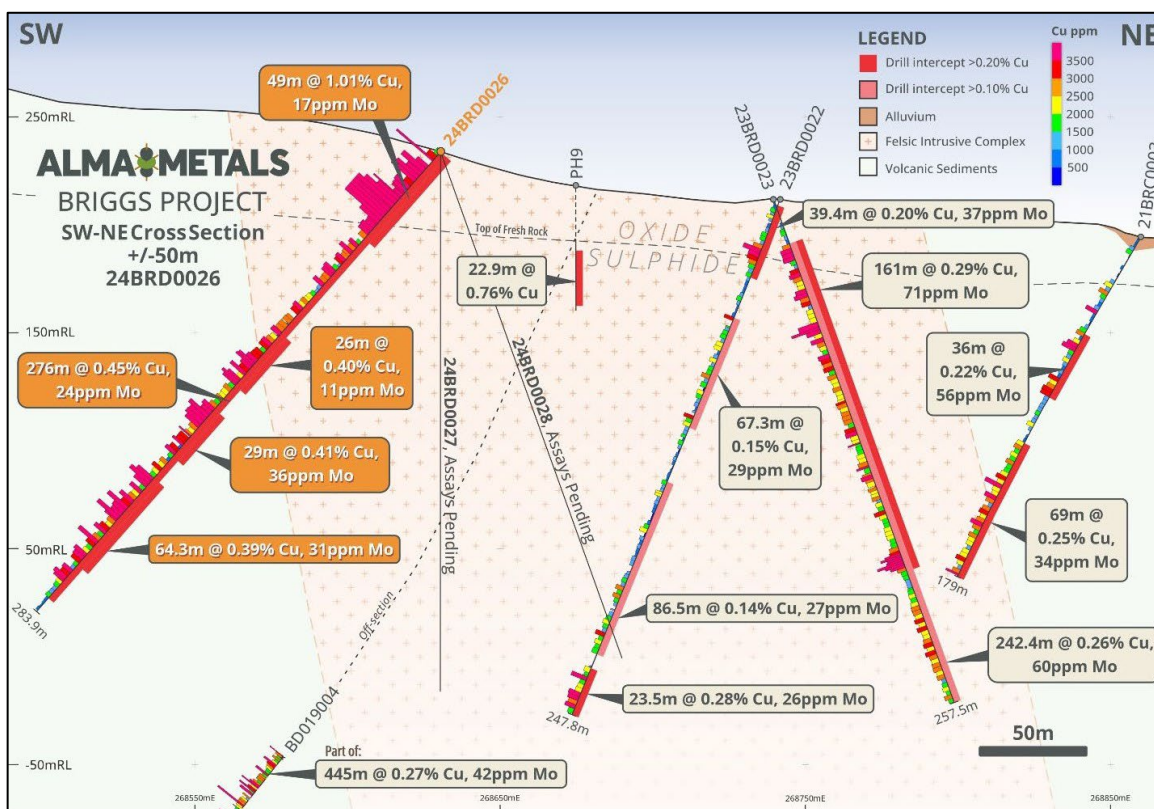 SW
NE
LEGEND
Drill intercept >0.20% Cu
Drill intercept >0.10% Cu
Alluvium
Felsic Intrusive Complex
Volcanic Sediments
Cu ppm
3500
3000
2500
2000
1500
1000
500
250mRL
150mRL
50mRL
-50mRL
ALMA METALS
BRIGGS PROJECT
SW-NE Cross Section
+/-50m
24BRD0026
49m @ 1.01% Cu,
17ppm Mo
24BRD0026
PH9
23BRD0023
23BRD0022
21BRC0003
Top of Fresh Rock
OXIDE
SULPHIDE
39.4m @ 0.20% Cu, 37ppm Mo
22.9m @
0.76% Cu
161m @ 0.29% Cu,
71ppm Mo
276m @ 0.45% Cu,
24ppm Mo
26m @
0.40% Cu,
11ppm Mo
36m @
0.22% Cu,
56ppm Mo
29m @ 0.41% Cu,
36ppm Mo
24BRD0027, Assays Pending
24BRD0028, Assays Pending
67.3m @
0.15% Cu,
29ppm Mo
64.3m @ 0.39% Cu, 31ppm Mo
69m @
0.25% Cu,
34ppm Mo
283.9m
179m
Off-section
86.5m @ 0.14% Cu, 27ppm Mo
242.4m @ 0.26% Cu,
60ppm Mo
23.5m @ 0.28% Cu, 26ppm Mo
247.8m
257.5m
BD019004
Part of:
445m @ 0.27% Cu, 42ppm Mo
50m
268550mE
268650mE
268750mE
268850mE